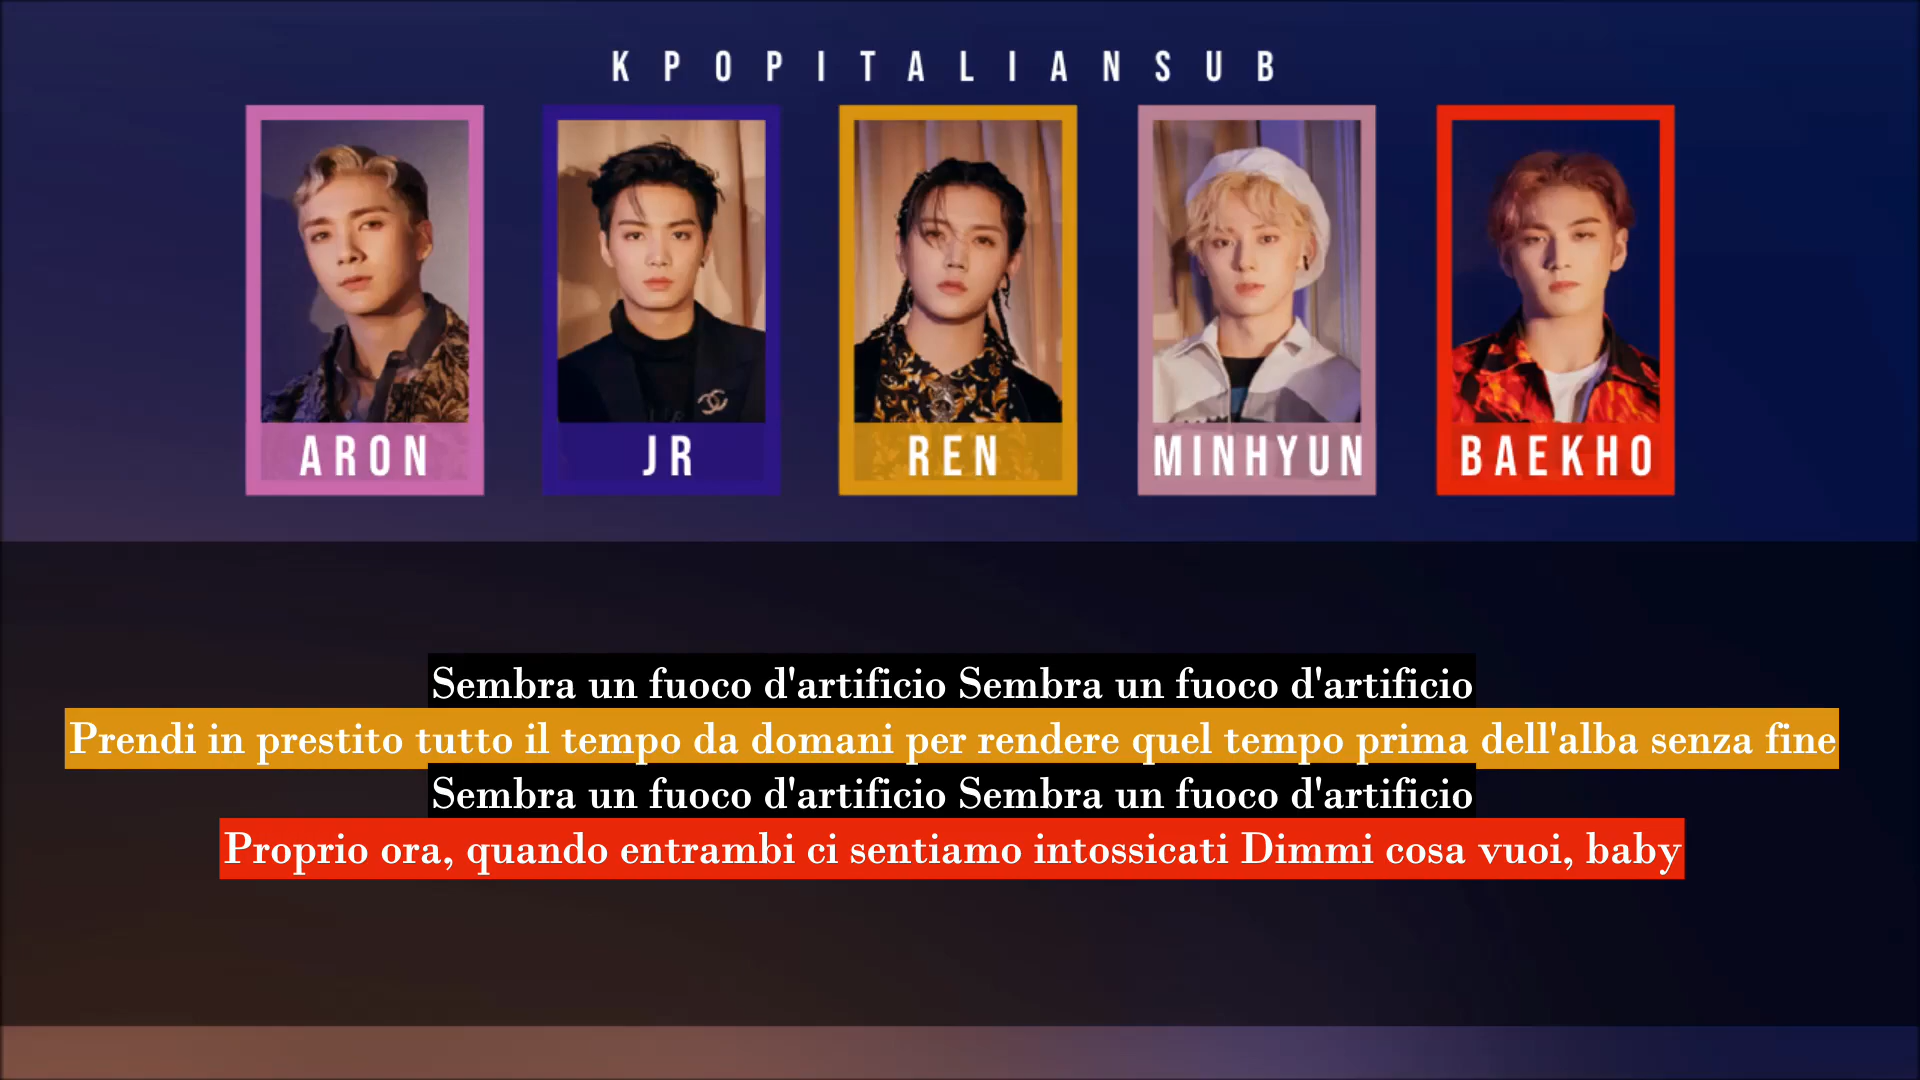 KPOPITALIANSUB
ARON
JR
REN
MINHYUN
BAEKHO
Sembra un fuoco d'artificio Sembra un fuoco d'artificio
Prendi in prestito tutto il tempo da domani per rendere quel tempo prima dell'alba senza fine
Sembra un fuoco d'artificio Sembra un fuoco d'artificio
Proprio ora, quando entrambi ci sentiamo intossicati Dimmi cosa vuoi, baby